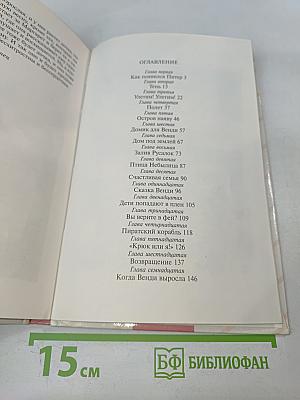 ОГЛАВЛЕНИЕ
Глава первая
Как появился Питер 3
Глава вторая
Тень 13
Глава третья
Улетим! Улетим! 22
Глава четвертая
Полет 37
Глава пятая
Остров наяву 46
Глава шестая
Домик для Венди 57
Глава седьмая
Дом под землей 67
Глава восьмая
Залив Русалок 73
Глава девятая
Птица Небылица 87
Глава десятая
Счастливая семья 90
Глава одиннадцатая
Сказка Венди 96
Глава двенадцатая
Дети попадают в плен 105
Глава тринадцатая
Вы верите в фей? 109
Глава четырнадцатая
Пиратский корабль 118
Глава пятнадцатая
«Крюк или я!» 126
Глава шестнадцатая
Возвращение 137
Глава семнадцатая
Когда Венди выросла 146
15 см
БФ БИБЛИОФАН